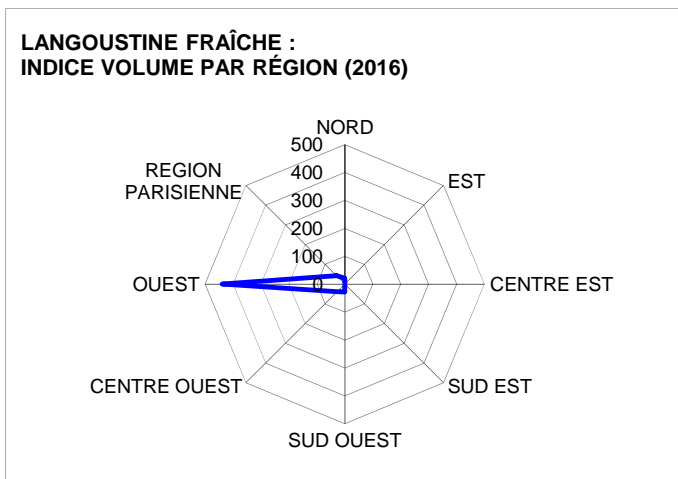 LANGOUSTINE FRAÎCHE :
INDICE VOLUME PAR RÉGION (2016)
NORD
500
400
300
200
100
0
EST
CENTRE EST
SUD EST
SUD OUEST
CENTRE OUEST
OUEST
REGION
PARISIENNE